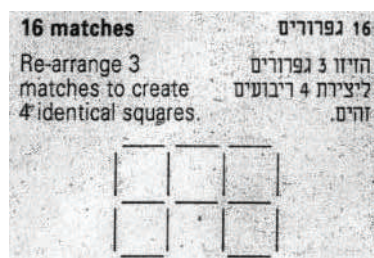 16 matches
16 גפרורים
Re-arrange 3
matches to create
4 identical squares.
הזיזו 3 גפרורים
ליצירת 4 ריבועים
זהים.